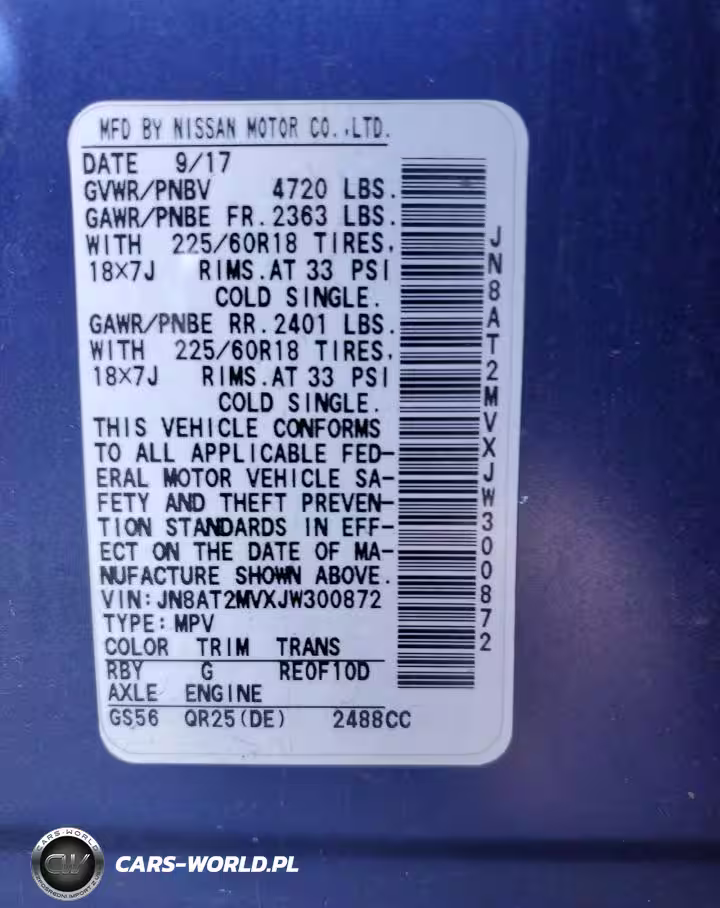 MFD BY NISSAN MOTOR CO.,LTD.
DATE 9/17
GVWR/PNBV 4720 LBS.
GAWR/PNBE FR.2363 LBS.
WITH 225/60R18 TIRES,
18×7J RIMS.AT 33 PSI
COLD SINGLE.
GAWR/PNBE RR.2401 LBS.
WITH 225/60R18 TIRES,
18×7J RIMS.AT 33 PSI
COLD SINGLE.
THIS VEHICLE CONFORMS
TO ALL APPLICABLE FED-
ERAL MOTOR VEHICLE SA-
FETY AND THEFT PREVEN-
TION STANDARDS IN EFF-
ECT ON THE DATE OF MA-
NUFACTURE SHOWN ABOVE.
VIN:JN8AT2MVXJW300872
TYPE:MPV
COLOR TRIM TRANS
RBY G RE0F10D
AXLE ENGINE
GS56 QR25(DE) 2488CC
JN8AT2MVXJW300872
CARS-WORLD
CW
CARS-WORLD.PL